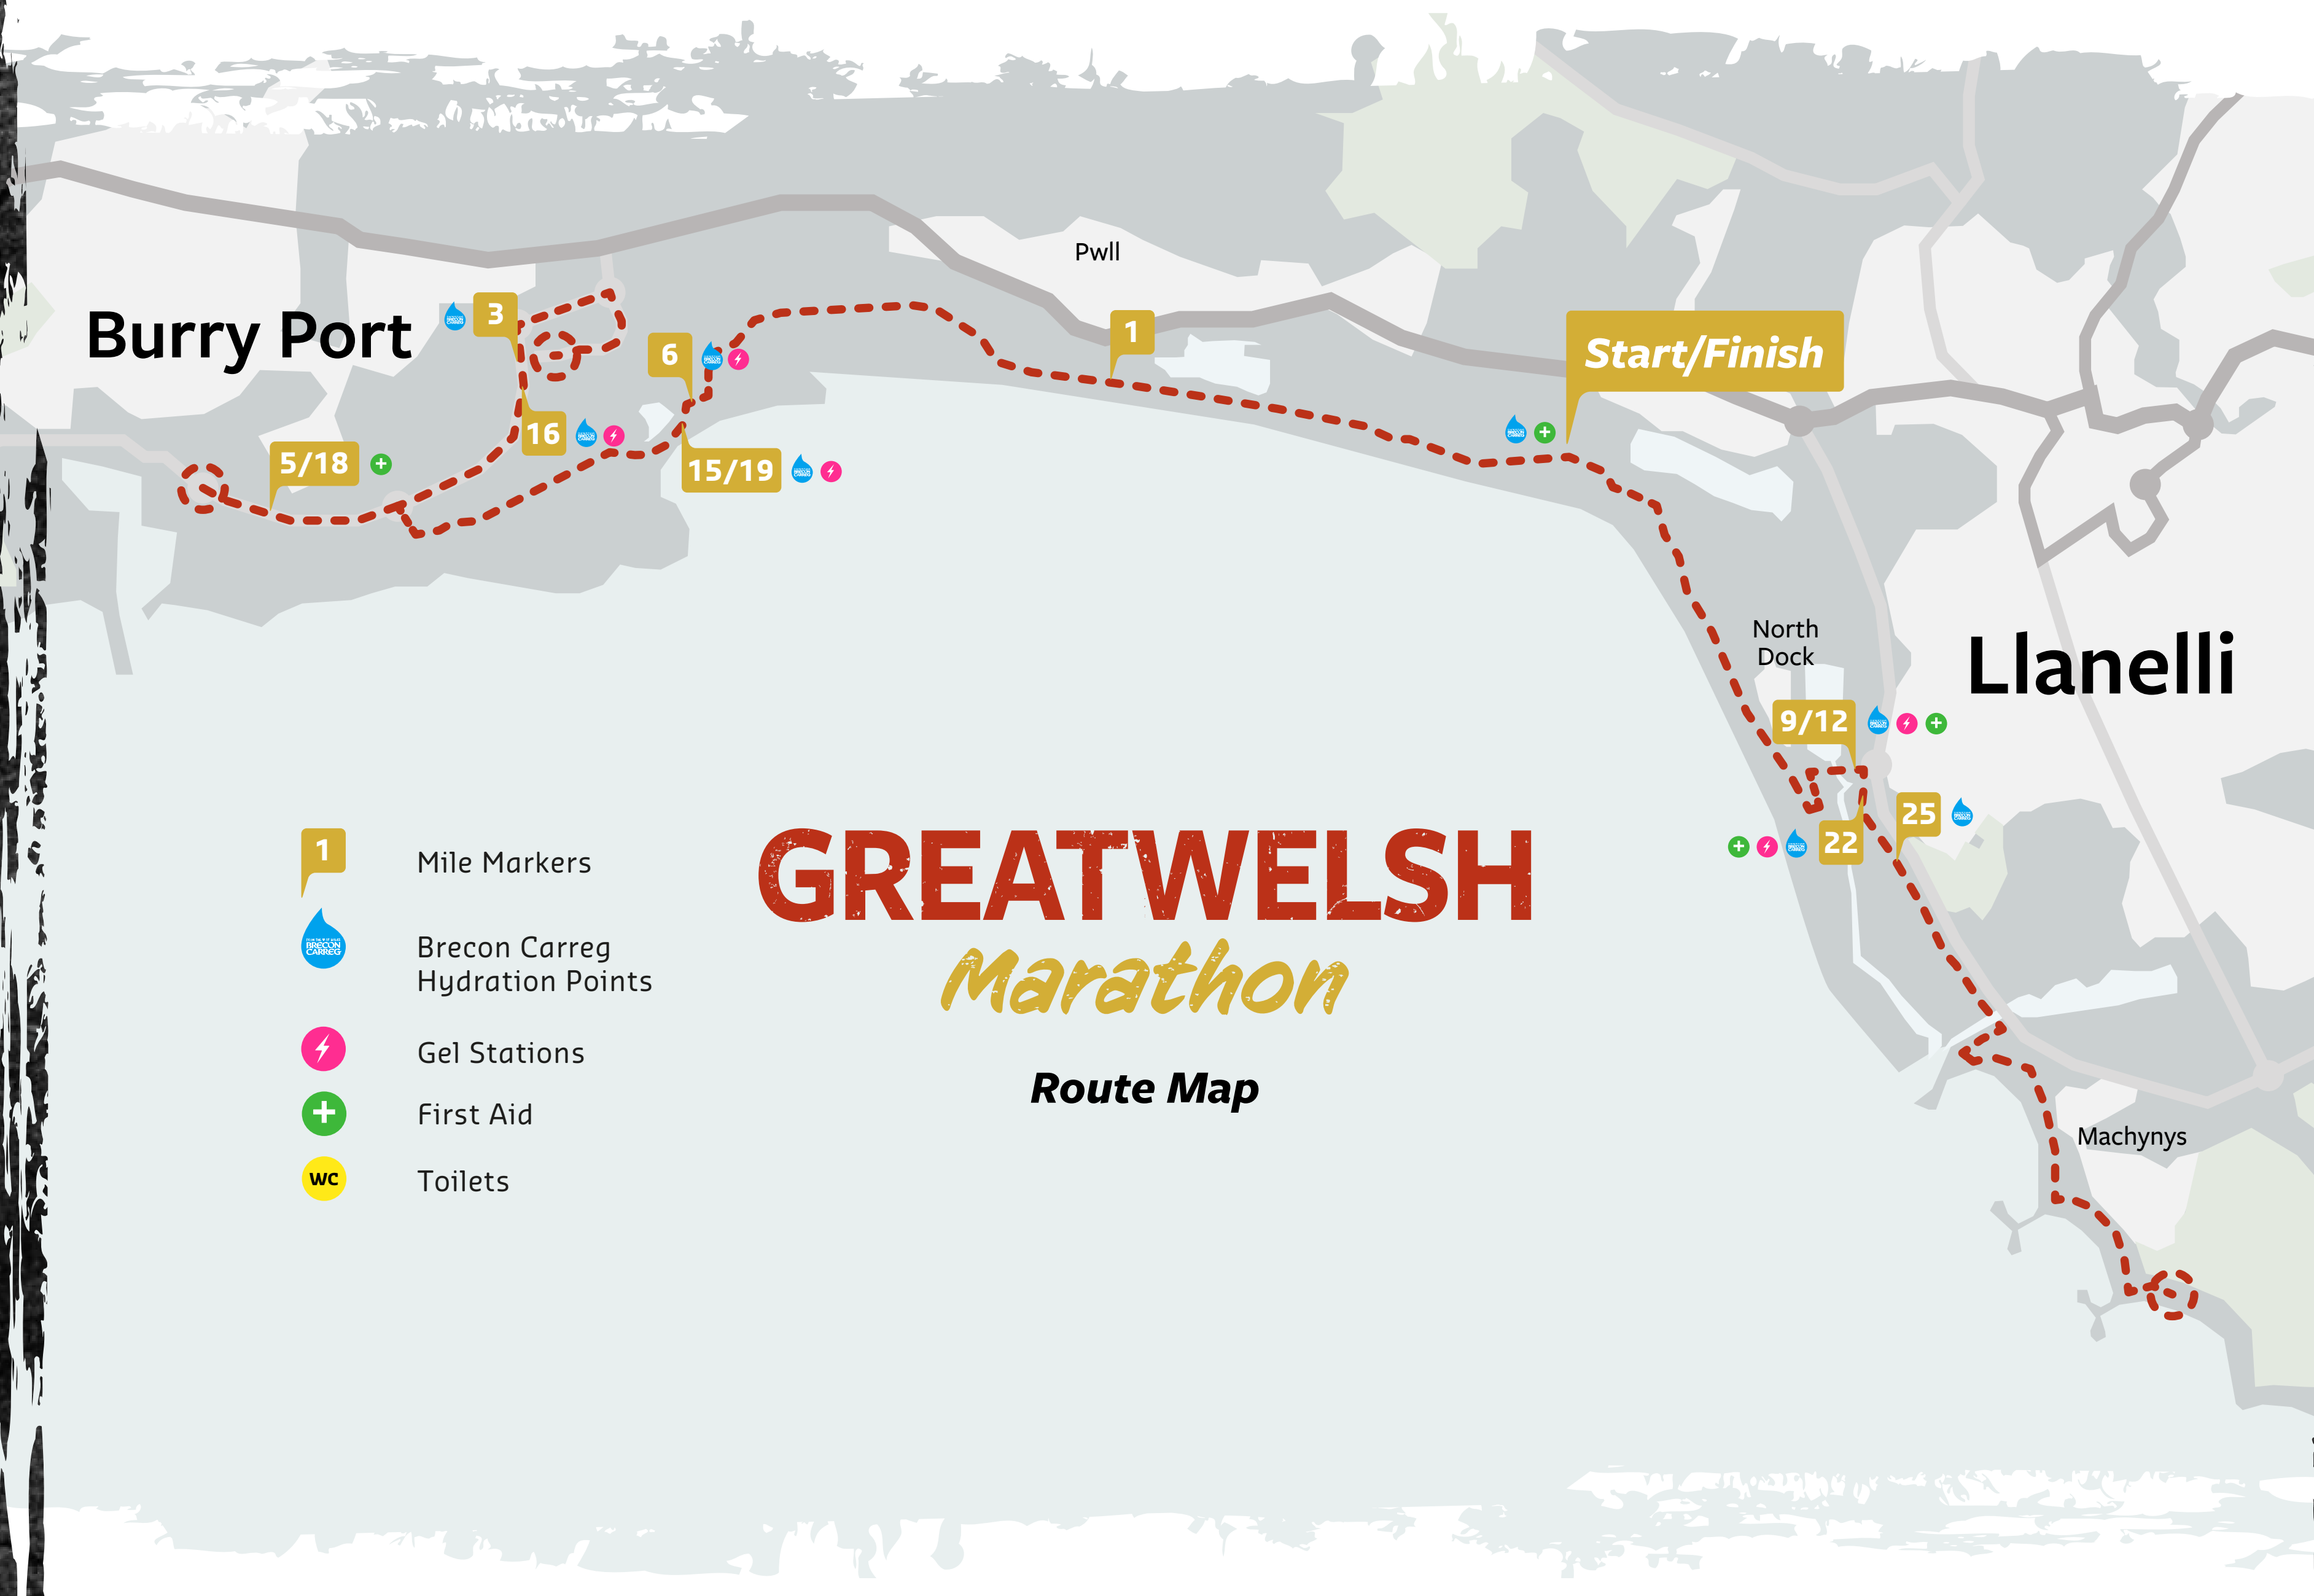 Pwll
Burry Port
3
6
1
Start/Finish
16
5/18
15/19
North
Dock
Llanelli
9/12
25
22
1
Mile Markers
BRECON
CARREG
Brecon Carreg
Hydration Points
Gel Stations
First Aid
WC
Toilets
GREATWELSH
Marathon
Route Map
Machynys